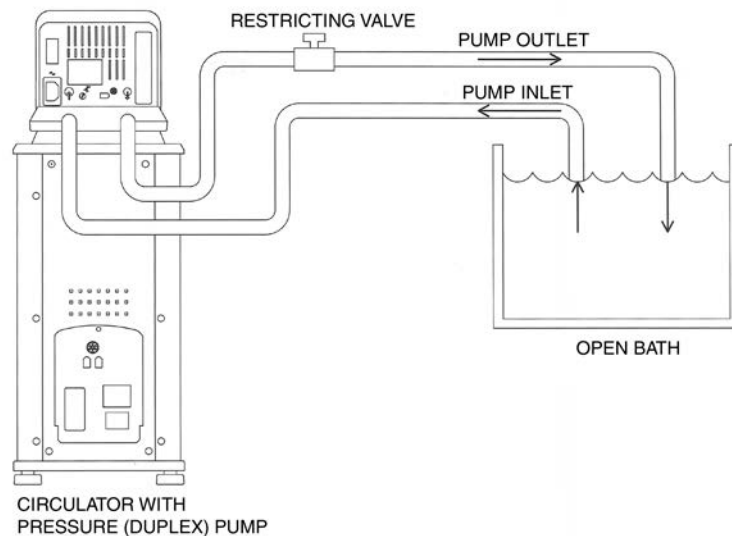 RESTRICTING VALVE
PUMP OUTLET
PUMP INLET
OPEN BATH
CIRCULATOR WITH
PRESSURE (DUPLEX) PUMP